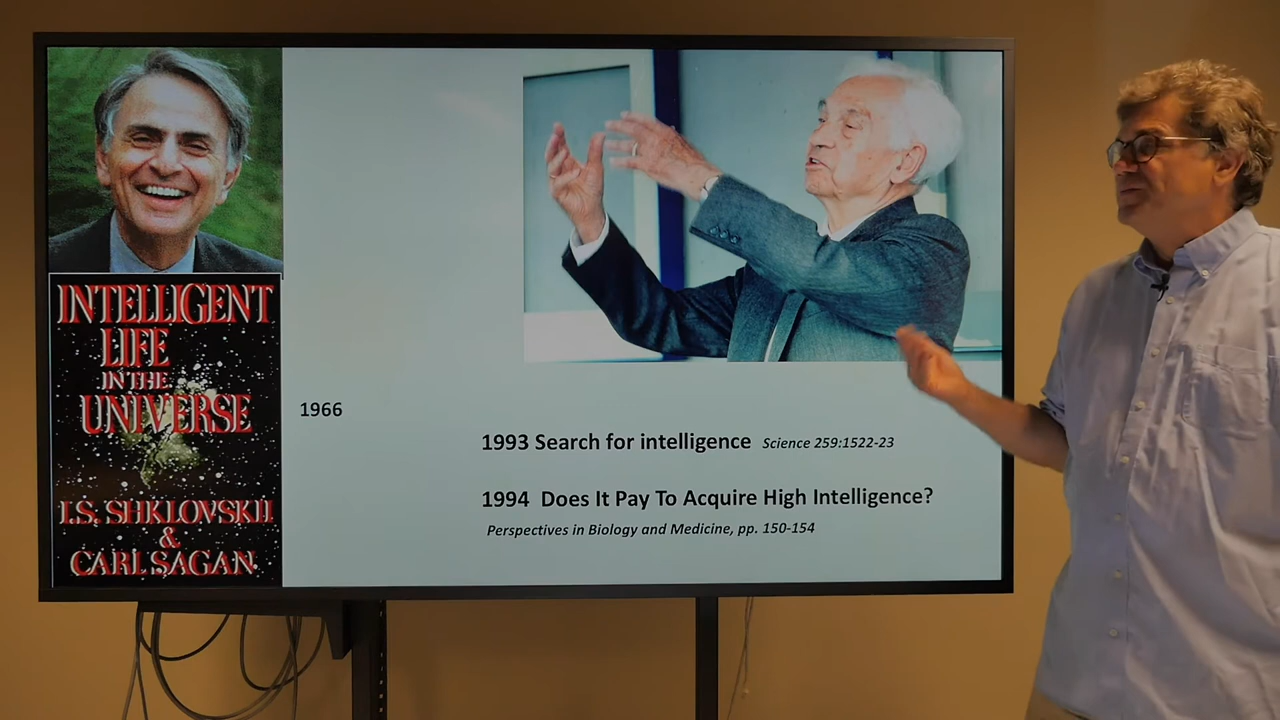 INTELLIGENT
LIFE
IN THE
UNIVERSE
I.S. SHKLOVSKII
&
CARL SAGAN
1966
1993 Search for intelligence Science 259:1522-23
1994 Does It Pay To Acquire High Intelligence?
Perspectives in Biology and Medicine, pp. 150-154